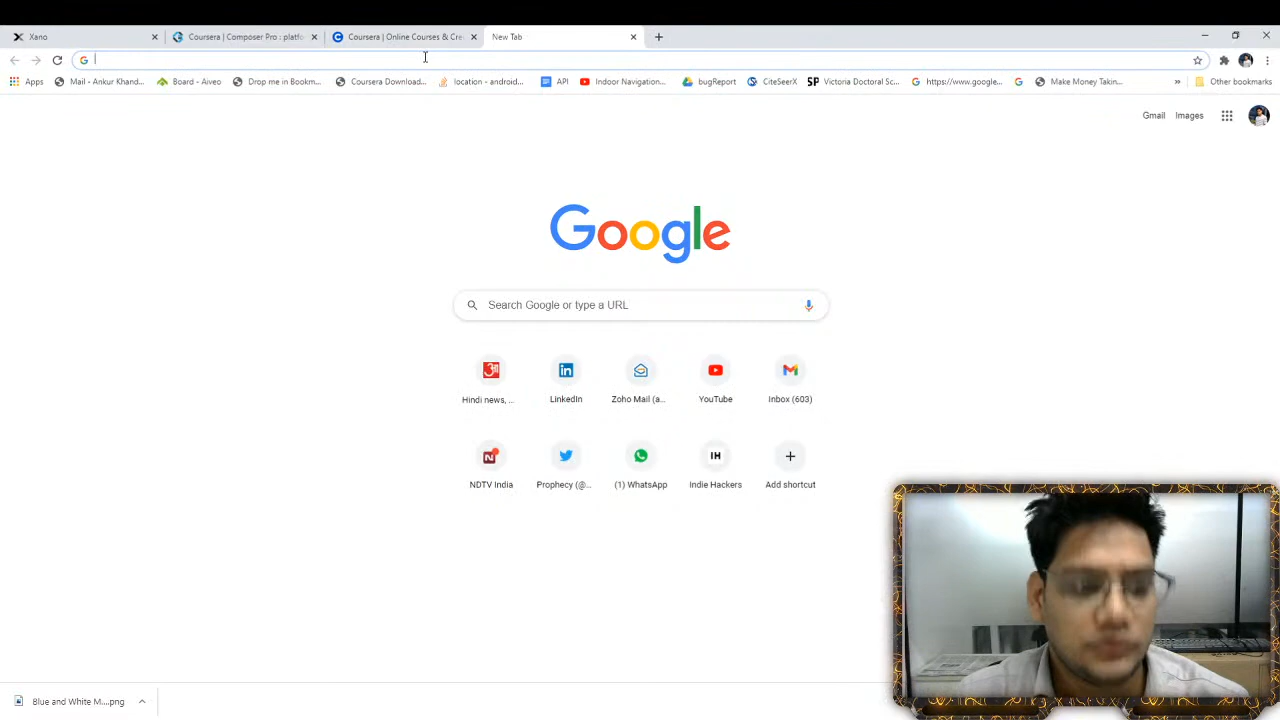 Xano
Coursera | Composer Pro : platfo
Coursera | Online Courses & Cre
New Tab
Apps
Mail - Ankur Khand...
Board - Aiveo
Drop me in Bookm...
Coursera Download...
location - android...
API
Indoor Navigation...
bugReport
CiteSeerX
SP Victoria Doctoral Sc...
https://www.google...
Make Money Takin...
»
Other bookmarks
Gmail
Images
Google
Search Google or type a URL
Hindi news, ...
LinkedIn
Zoho Mail (a...
YouTube
Inbox (603)
NDTV India
Prophecy (@...
(1) WhatsApp
IH
Indie Hackers
Add shortcut
Blue and White M....png